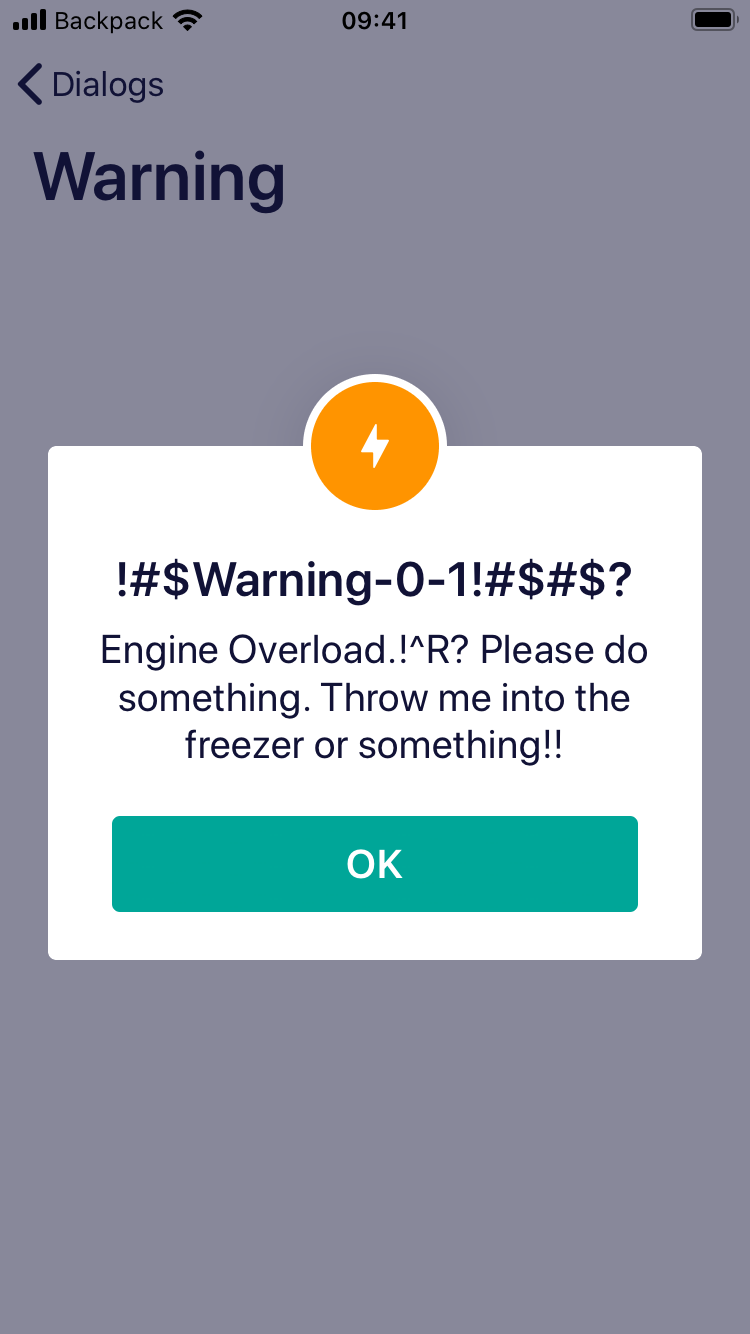 Backpack 09:41
Dialogs
Warning
!#$Warning-0-1!#$#$?
Engine Overload.!^R? Please do
something. Throw me into the
freezer or something!!
OK